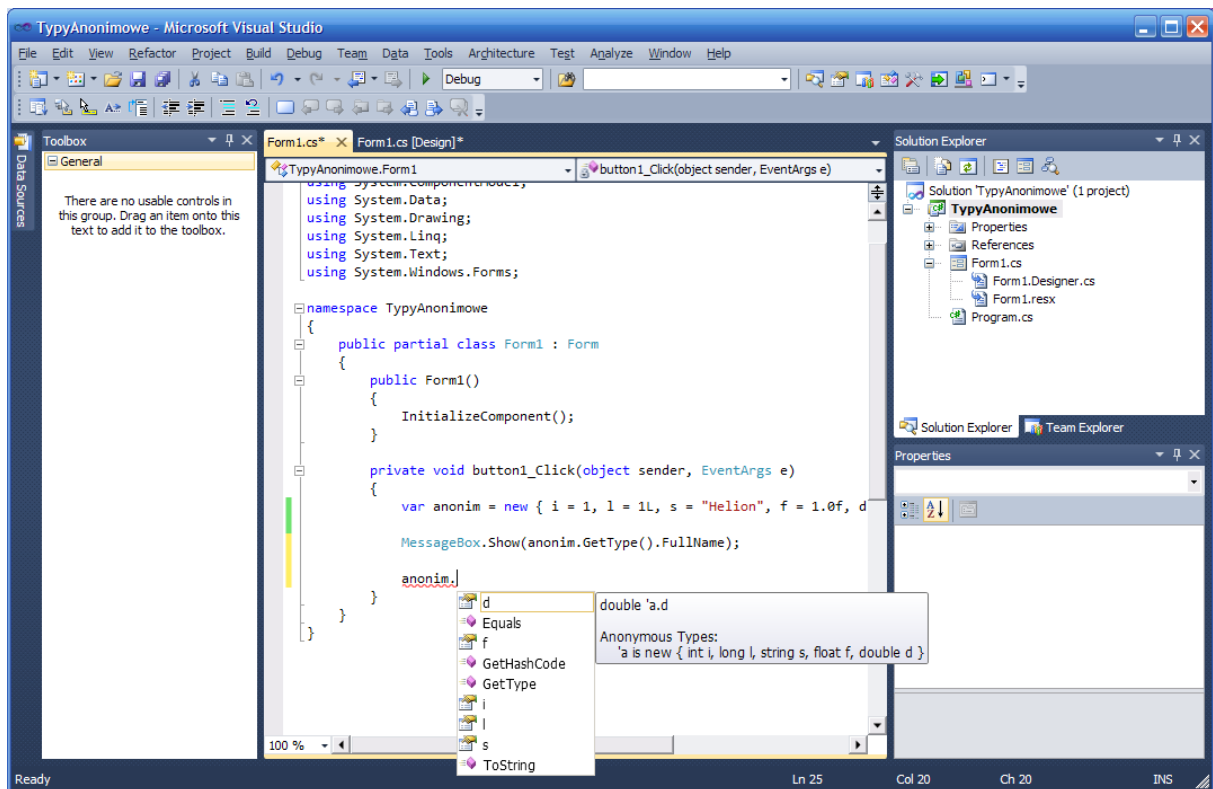 TypyAnonimowe - Microsoft Visual Studio
File Edit View Refactor Project Build Debug Team Data Tools Architecture Test Analyze Window Help
Debug
Data Sources
Toolbox
General
There are no usable controls in
this group. Drag an item onto this
text to add it to the toolbox.
Form1.cs* Form1.cs [Design]*
TypyAnonimowe.Form1 button1_Click(object sender, EventArgs e)
using System.ComponentModel;
using System.Data;
using System.Drawing;
using System.Linq;
using System.Text;
using System.Windows.Forms;
namespace TypyAnonimowe
{
public partial class Form1 : Form
{
public Form1()
{
InitializeComponent();
}
private void button1_Click(object sender, EventArgs e)
{
var anonim = new { i = 1, l = 1L, s = "Helion", f = 1.0f, d
MessageBox.Show(anonim.GetType().FullName);
anonim.
}
}
}
d
Equals
f
GetHashCode
GetType
i
l
s
ToString
double 'a.d
Anonymous Types:
'a is new { int i, long l, string s, float f, double d }
100 %
Solution Explorer
Solution 'TypyAnonimowe' (1 project)
TypyAnonimowe
Properties
References
Form1.cs
Form1.Designer.cs
Form1.resx
Program.cs
Solution Explorer Team Explorer
Properties
Ready Ln 25 Col 20 Ch 20 INS